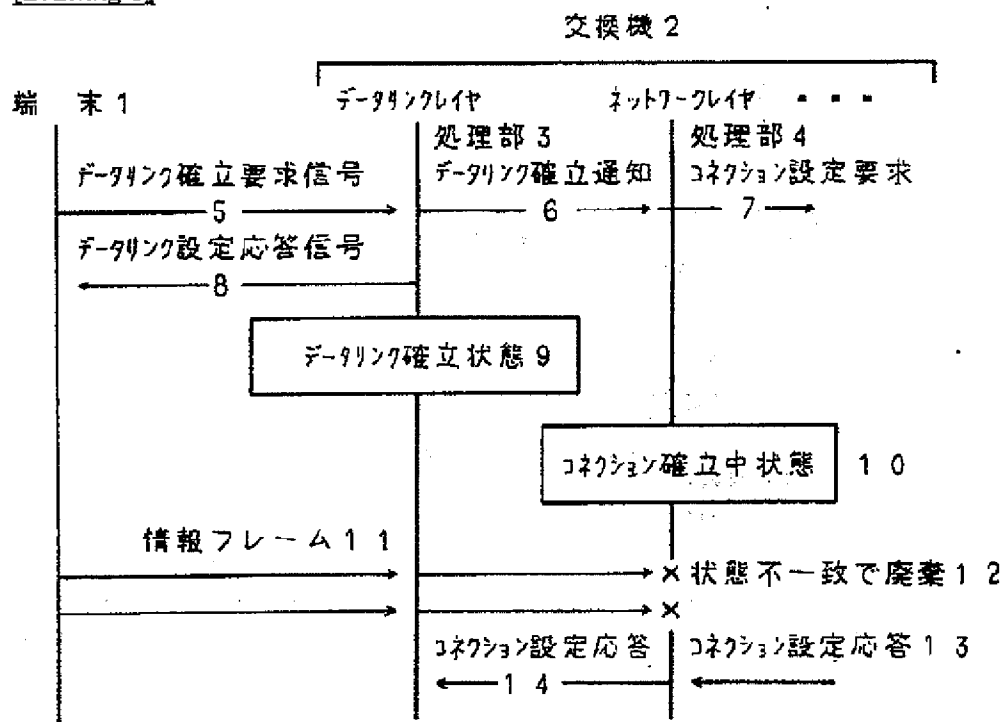 交換機2
端末1
データリンクレイヤ
ネットワークレイヤ ・・・
処理部3
処理部4
データリンク確立要求信号
データリンク確立通知
コネクション設定要求
5
6
7
データリンク設定応答信号
8
データリンク確立状態9
コネクション確立中状態 10
情報フレーム11
×状態不一致で廃棄12
×
コネクション設定応答
コネクション設定応答13
14